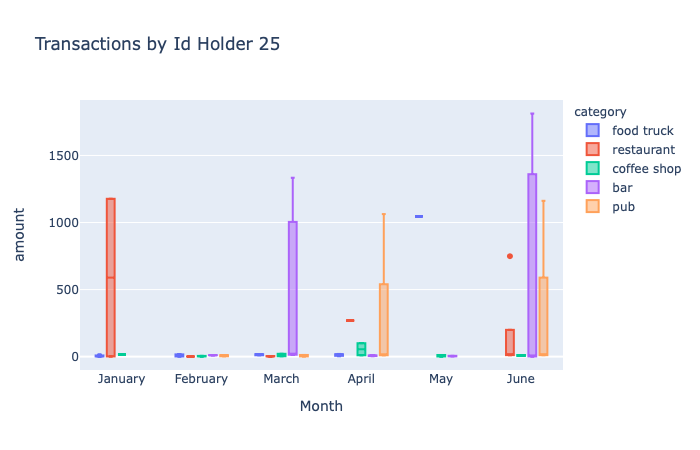 Transactions by Id Holder 25
category
food truck
restaurant
coffee shop
bar
pub
amount
1500
1000
500
0
January February March April May June
Month